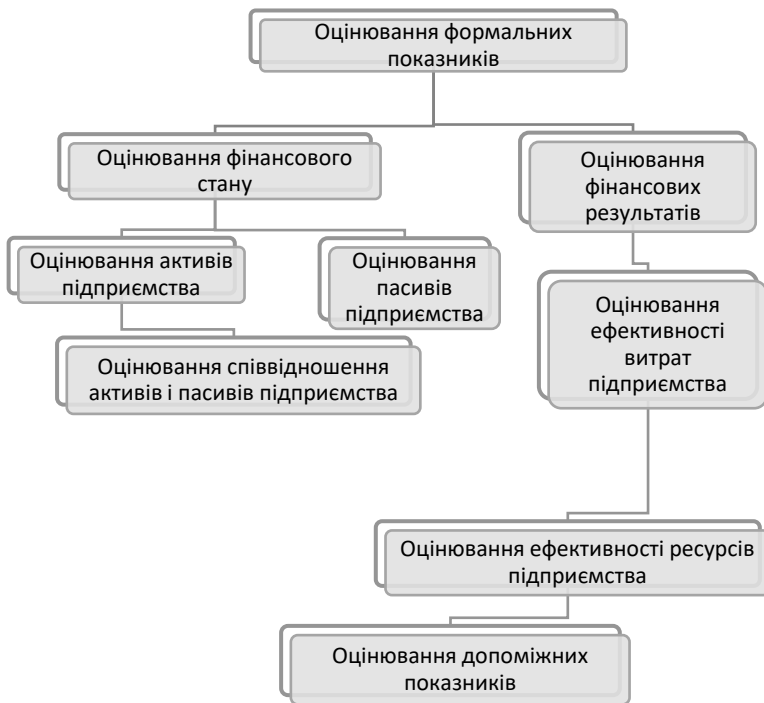 Оцінювання формальних
показників
Оцінювання фінансового
стану
Оцінювання
фінансових
результатів
Оцінювання активів
підприємства
Оцінювання
пасивів
підприємства
Оцінювання
ефективності
витрат
підприємства
Оцінювання співвідношення
активів і пасивів підприємства
Оцінювання ефективності ресурсів
підприємства
Оцінювання допоміжних
показників